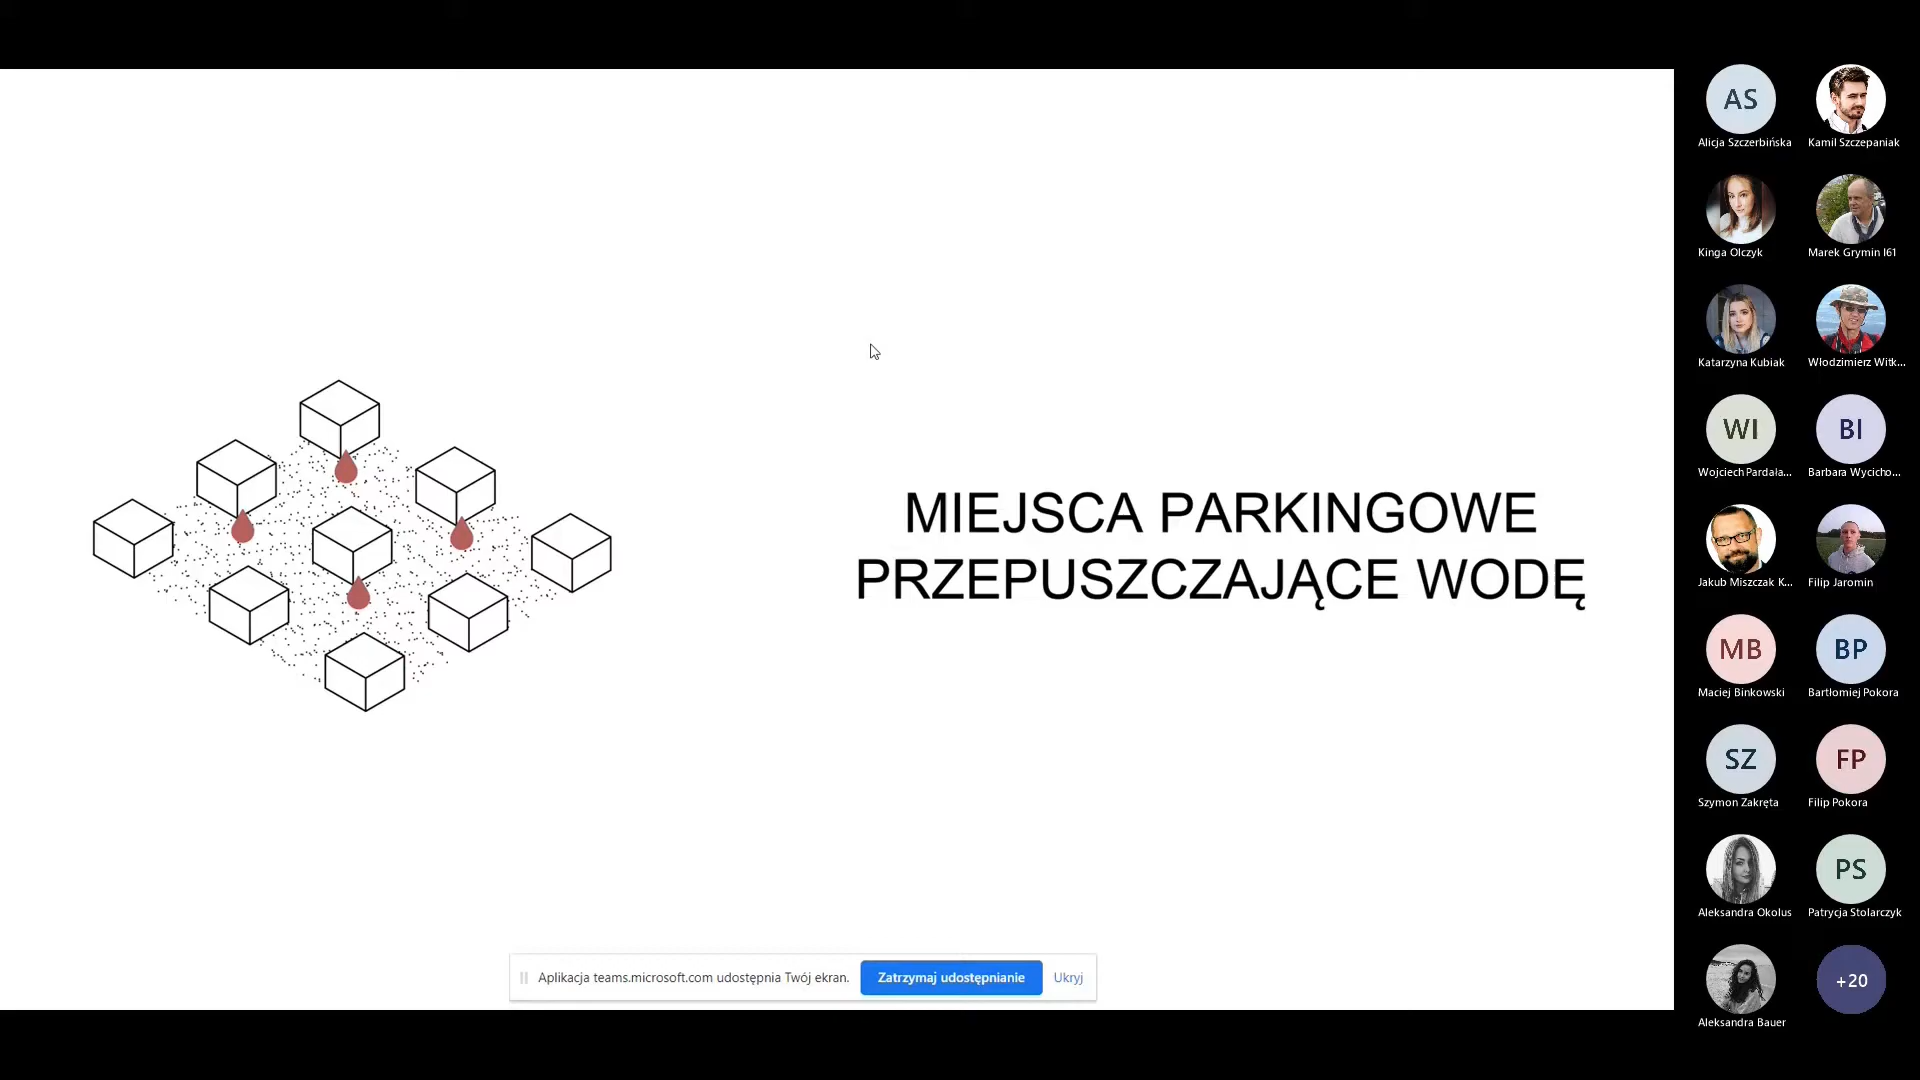 MIEJSCA PARKINGOWE
PRZEPUSZCZAJĄCE WODĘ
Aplikacja teams.microsoft.com udostępnia Twój ekran.
Zatrzymaj udostępnianie
Ukryj
AS
Alicja Szczerbińska
Kamil Szczepaniak
Kinga Olczyk
Marek Grymin I61
Katarzyna Kubiak
Włodzimierz Witk...
WI
BI
Wojciech Pardała...
Barbara Wycicho...
Jakub Miszczak K...
Filip Jaromin
MB
BP
Maciej Binkowski
Bartłomiej Pokora
SZ
FP
Szymon Zakręta
Filip Pokora
PS
Aleksandra Okolus
Patrycja Stolarczyk
+20
Aleksandra Bauer